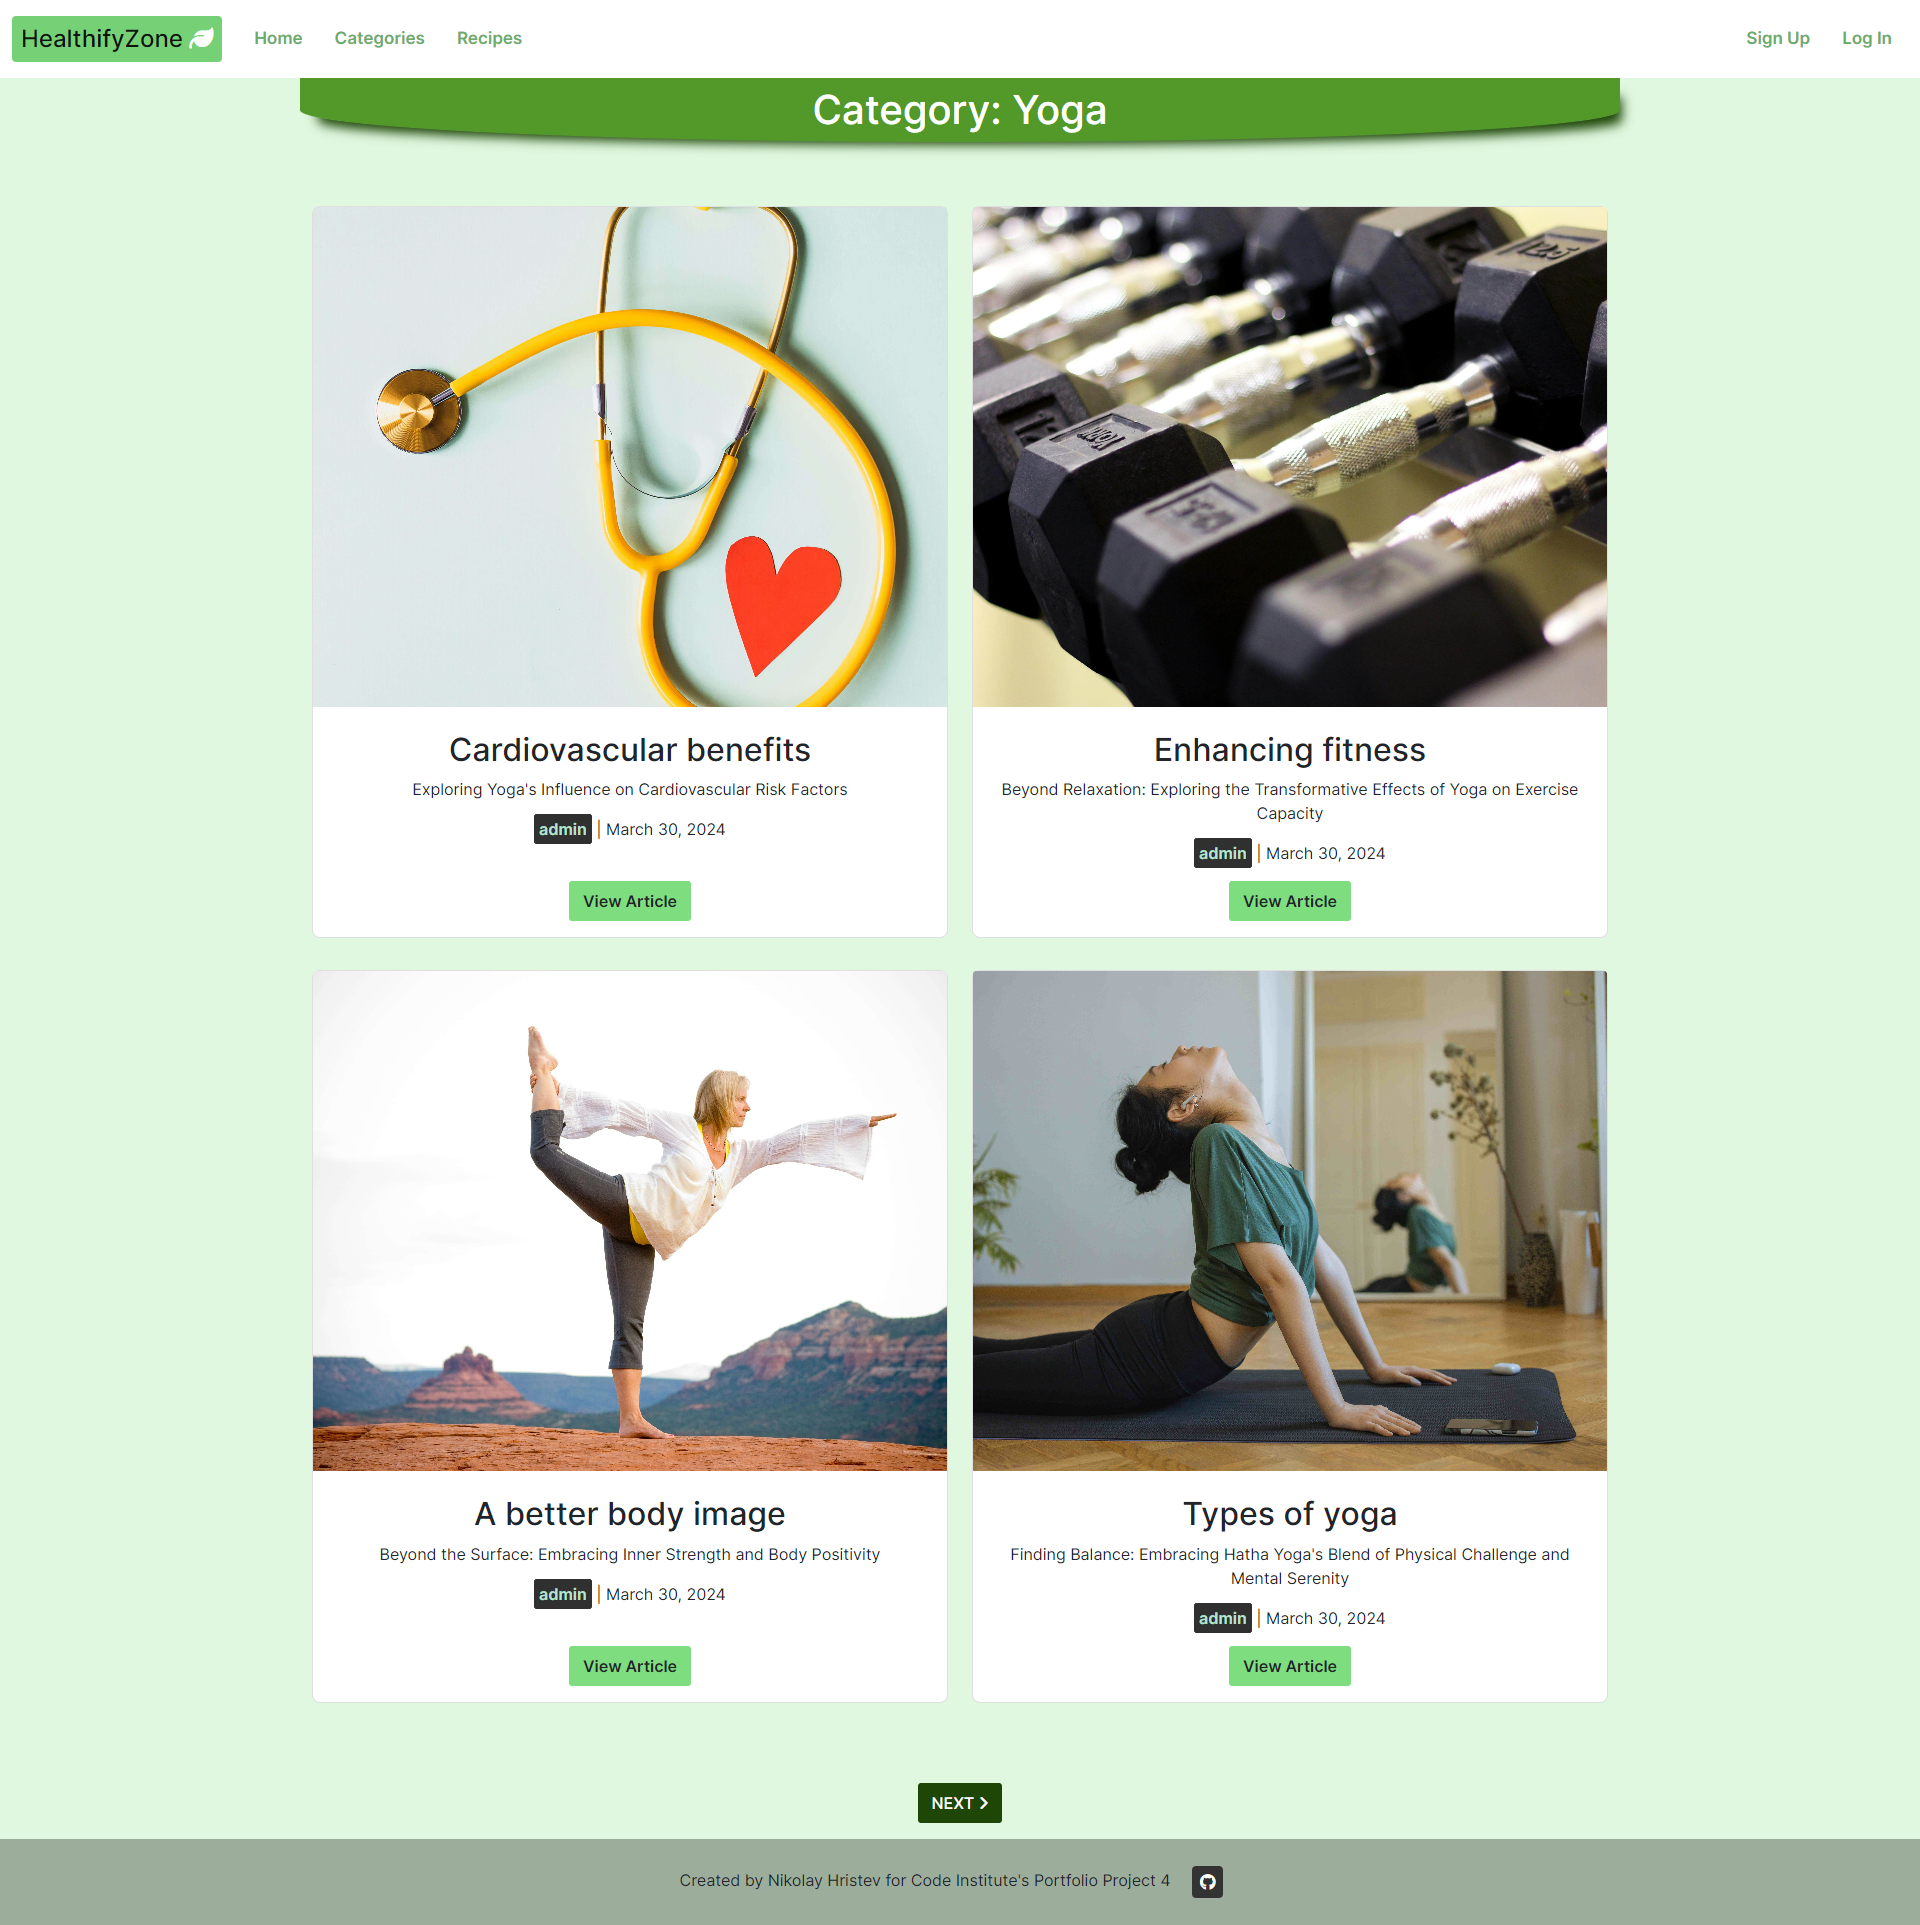 HealthifyZone
Home
Categories
Recipes
Sign Up
Log In
Category: Yoga
12.5
Cardiovascular benefits
Exploring Yoga's Influence on Cardiovascular Risk Factors
admin | March 30, 2024
View Article
Enhancing fitness
Beyond Relaxation: Exploring the Transformative Effects of Yoga on Exercise
Capacity
admin | March 30, 2024
View Article
A better body image
Beyond the Surface: Embracing Inner Strength and Body Positivity
admin | March 30, 2024
View Article
Types of yoga
Finding Balance: Embracing Hatha Yoga's Blend of Physical Challenge and
Mental Serenity
admin | March 30, 2024
View Article
NEXT
Created by Nikolay Hristev for Code Institute's Portfolio Project 4